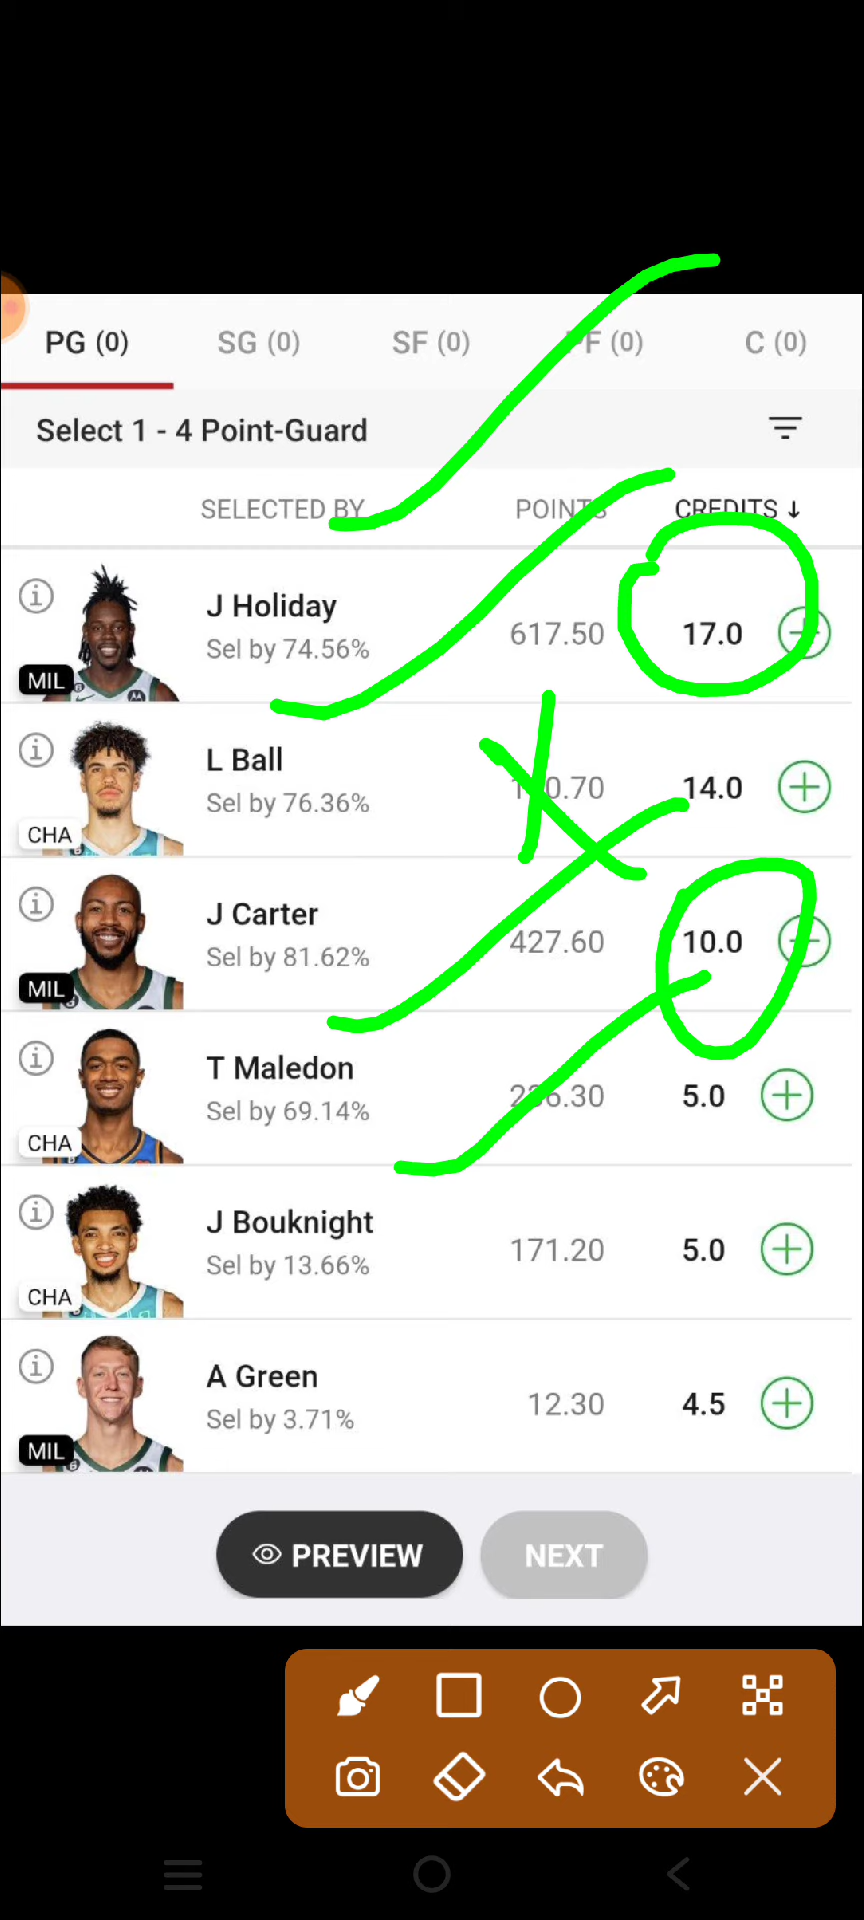 PG (0) SG (0) SF (0) (0) C (0)
Select 1 - 4 Point-Guard
SELECTED BY POINTS CREDITS ↓
J Holiday
Sel by 74.56% 617.50 17.0
MIL
L Ball
Sel by 76.36% 14.0
CHA
J Carter
Sel by 81.62% 427.60 10.0
MIL
T Maledon
Sel by 69.14% 5.0
CHA
J Bouknight
Sel by 13.66% 171.20 5.0
CHA
A Green
Sel by 3.71% 12.30 4.5
MIL
PREVIEW NEXT